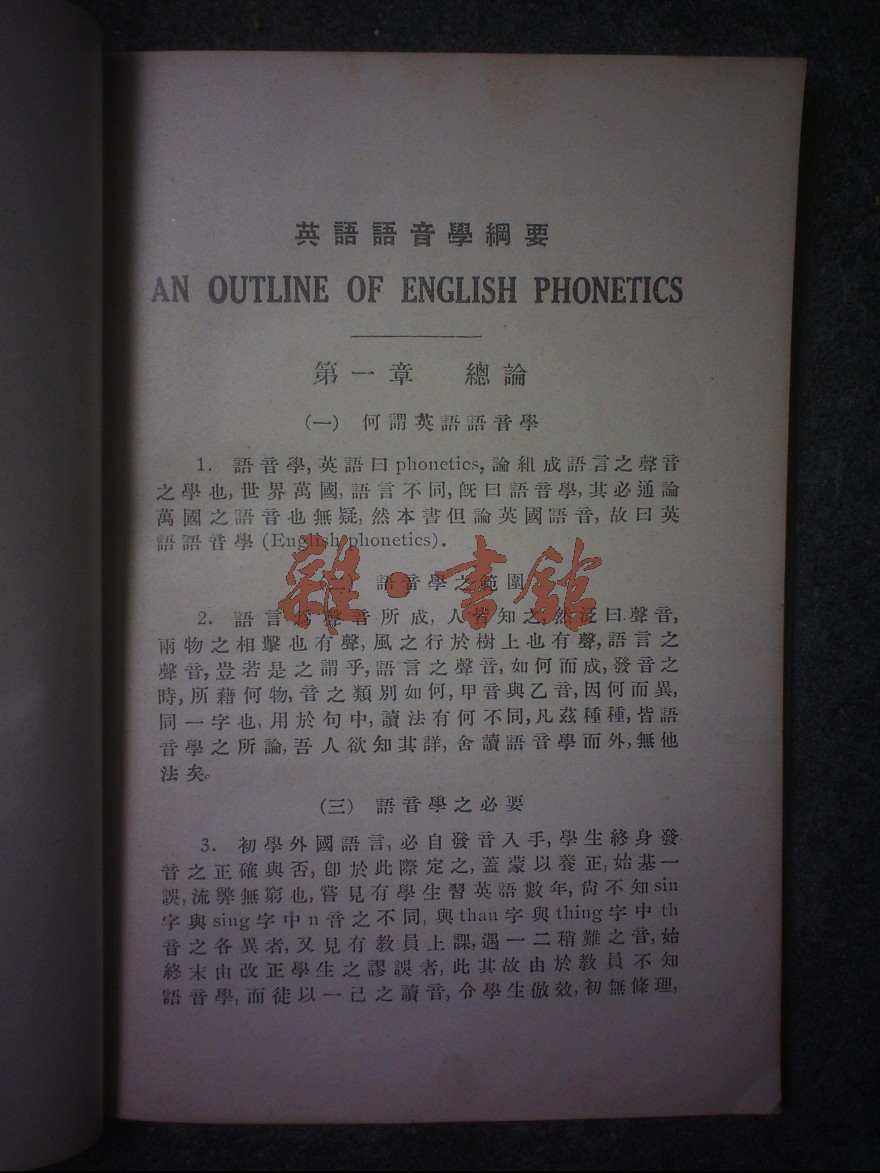 英語語音學綱要
AN OUTLINE OF ENGLISH PHONETICS
第一章 總論
(一) 何謂英語語音學
1. 語音學,英語曰 phonetics, 論組成語言之聲音
之學也,世界萬國,語言不同,旣曰語音學,其必通論
萬國之語音也無疑,然本書但論英國語音,故曰英
語語音學 (English phonetics).
語音學之範圍
2. 語言爲聲音所成,人皆知之,然泛曰聲音,
兩物之相擊也有聲,風之行於樹上也有聲,語言之
聲音,豈若是之謂乎,語言之聲音,如何而成,發音之
時,所藉何物,音之類別如何,甲音與乙音,因何而異,
同一字也,用於句中,讀法有何不同,凡茲種種,皆語
音學之所論,吾人欲知其詳,舍讀語音學而外,無他
法矣。
(三) 語音學之必要
3. 初學外國語言,必自發音入手,學生終身發
音之正確與否,卽於此際定之,蓋蒙以養正,始基一
誤,流弊無窮也,嘗見有學生習英語數年,尙不知 sin
字與 sing 字中 n 音之不同,與 than 字與 thing 字中 th
音之各異者,又見有教員上課,遇一二稍難之音,始
終末由改正學生之謬誤者,此其故由於教員不知
語音學,而徒以一己之讀音,令學生倣效,初無條理,
雜·書館